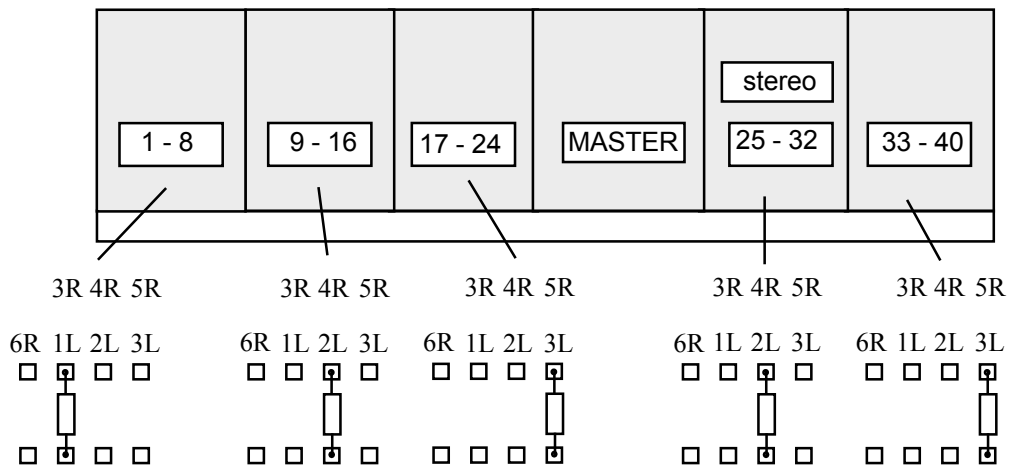 stereo
1 - 8 9 - 16 17 - 24 MASTER 25 - 32 33 - 40
3R 4R 5R 3R 4R 5R 3R 4R 5R 3R 4R 5R 3R 4R 5R
6R 1L 2L 3L 6R 1L 2L 3L 6R 1L 2L 3L 6R 1L 2L 3L 6R 1L 2L 3L